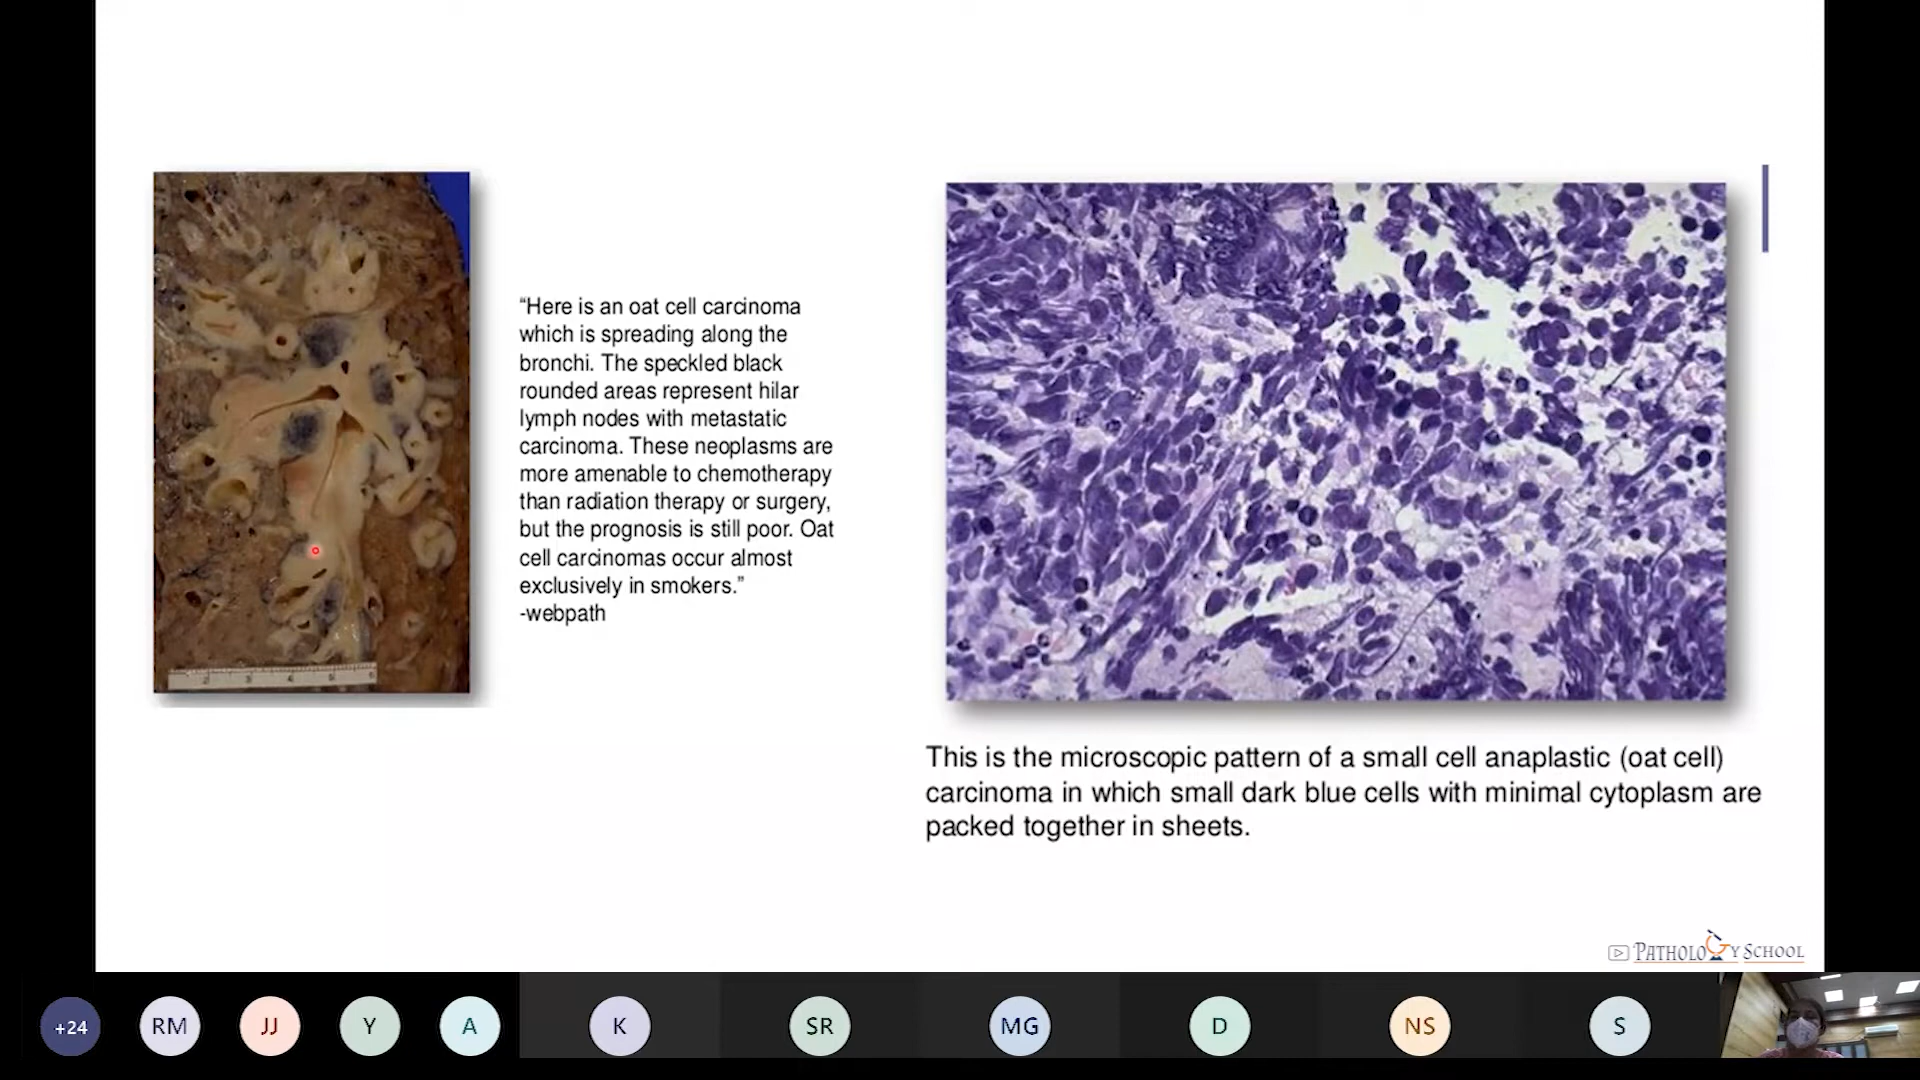 “Here is an oat cell carcinoma
which is spreading along the
bronchi. The speckled black
rounded areas represent hilar
lymph nodes with metastatic
carcinoma. These neoplasms are
more amenable to chemotherapy
than radiation therapy or surgery,
but the prognosis is still poor. Oat
cell carcinomas occur almost
exclusively in smokers.”
-webpath
This is the microscopic pattern of a small cell anaplastic (oat cell)
carcinoma in which small dark blue cells with minimal cytoplasm are
packed together in sheets.
PATHOLOGY SCHOOL
+24
RM
JJ
Y
A
K
SR
MG
D
NS
S